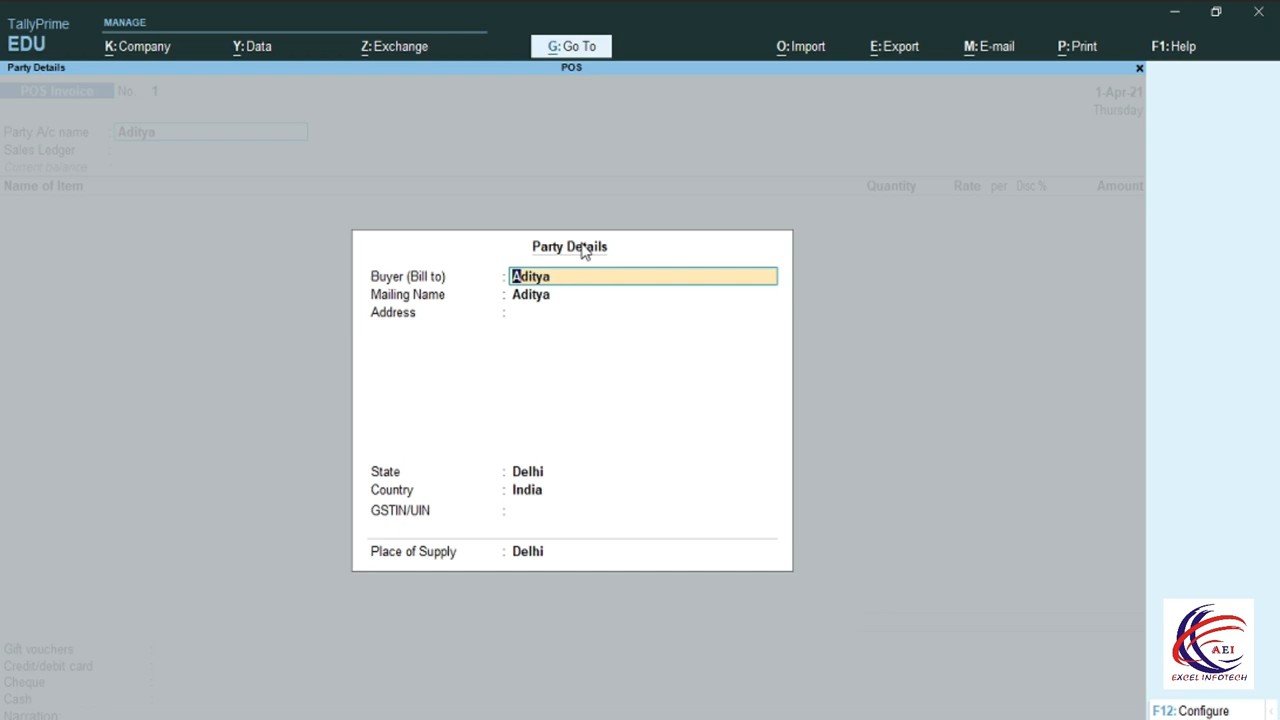 TallyPrime
EDU
MANAGE
K: Company Y: Data Z: Exchange G: Go To O: Import E: Export M: E-mail P: Print F1: Help
Party Details POS
POS Invoice No. 1 1-Apr-21
Thursday
Party A/c name : Aditya
Sales Ledger :
Current balance :
Name of Item Quantity Rate per Disc % Amount
Party Details
Buyer (Bill to) : Aditya
Mailing Name : Aditya
Address :
State : Delhi
Country : India
GSTIN/UIN :
Place of Supply : Delhi
Gift vouchers :
Credit/debit card :
Cheque :
Cash :
Narration:
AEI
EXCEL INFOTECH
F12: Configure